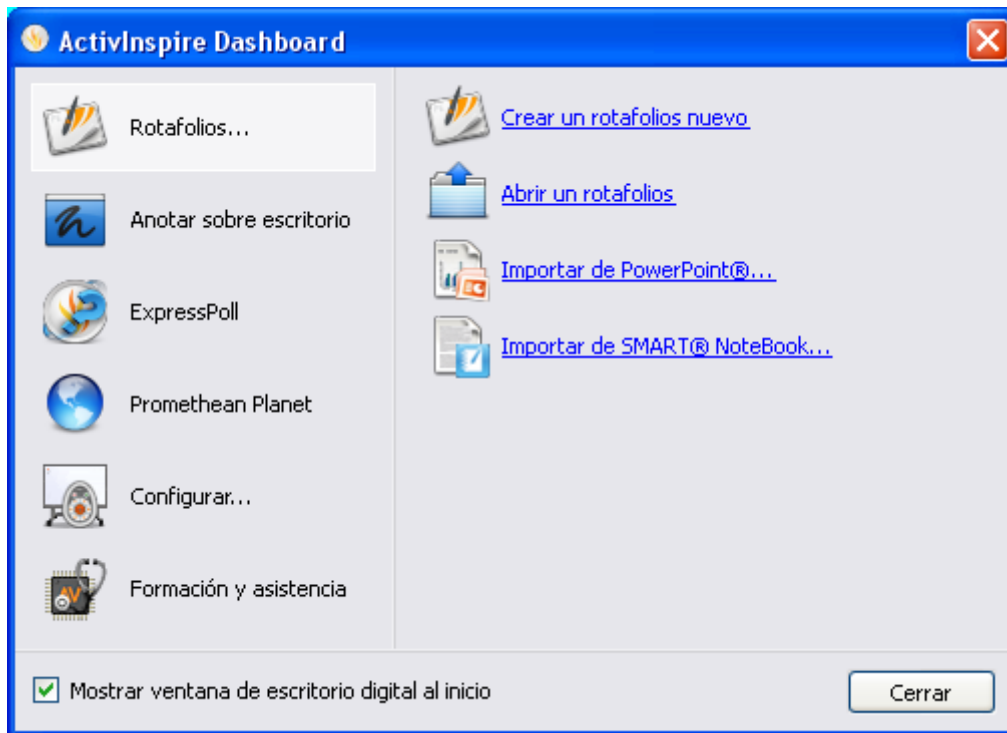 ActivInspire Dashboard
Rotafolios...
Anotar sobre escritorio
ExpressPoll
Promethean Planet
Configurar...
Formación y asistencia
Crear un rotafolios nuevo
Abrir un rotafolios
Importar de PowerPoint®...
Importar de SMART® NoteBook...
Mostrar ventana de escritorio digital al inicio
Cerrar